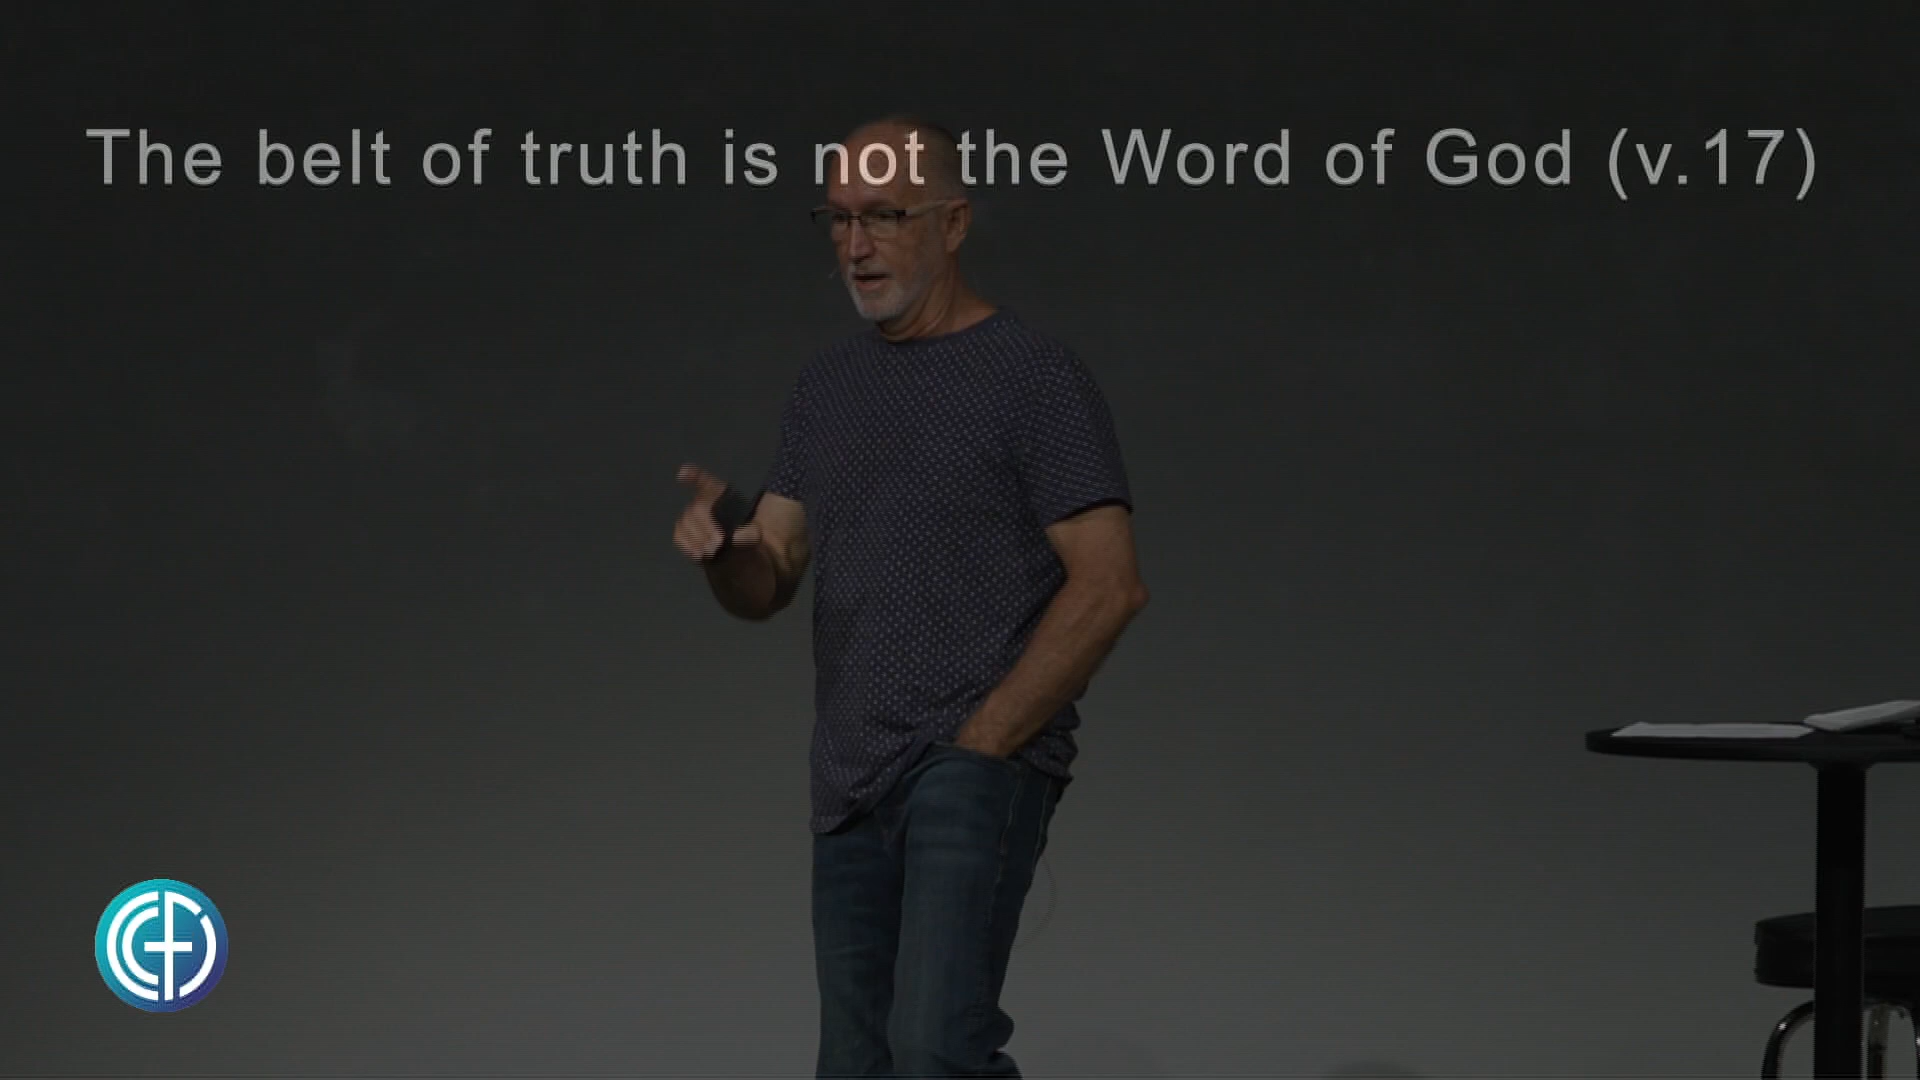 The belt of truth is not the Word of God (v.17)